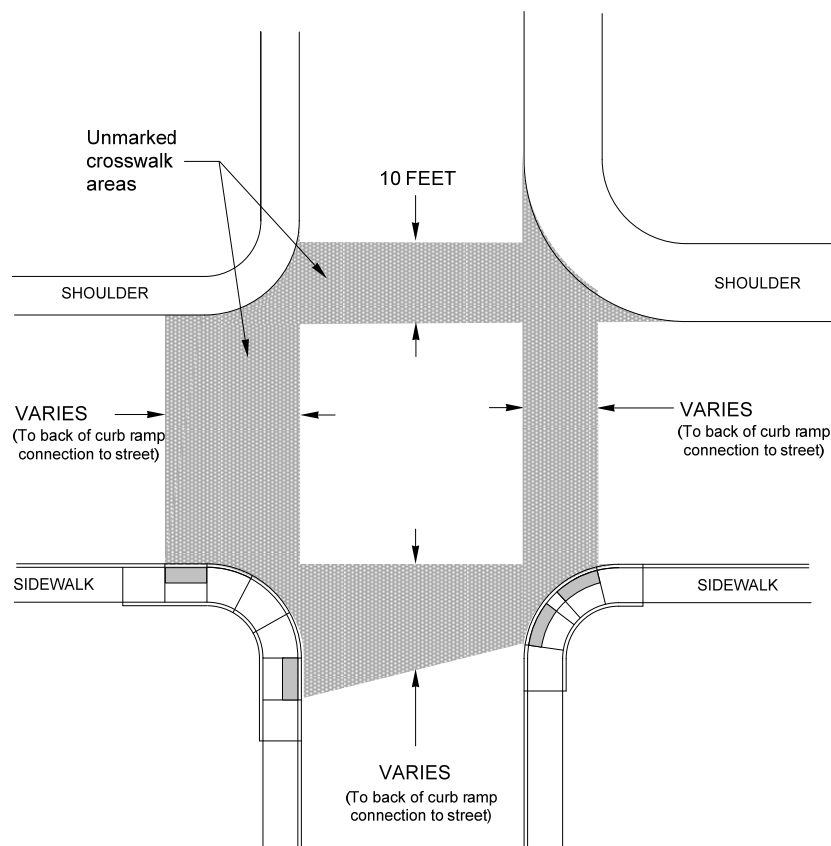 Unmarked
crosswalk
areas
10 FEET
SHOULDER
SHOULDER
VARIES
(To back of curb ramp
connection to street)
VARIES
(To back of curb ramp
connection to street)
SIDEWALK
SIDEWALK
VARIES
(To back of curb ramp
connection to street)